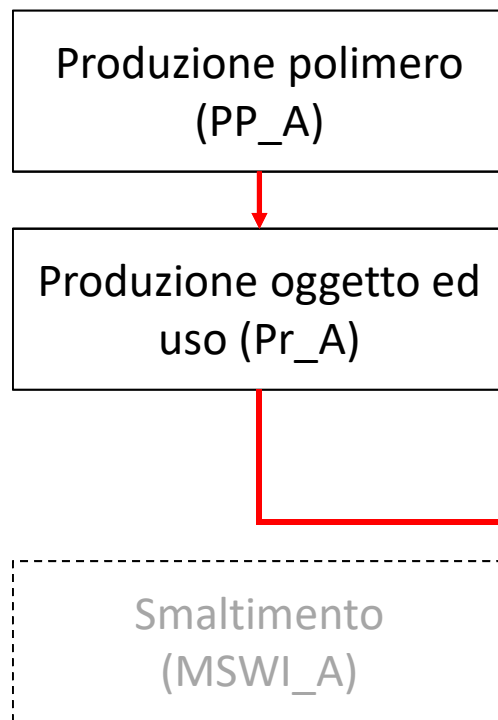 Produzione polimero
(PP_A)
Produzione oggetto ed
uso (Pr_A)
Smaltimento
(MSWI_A)